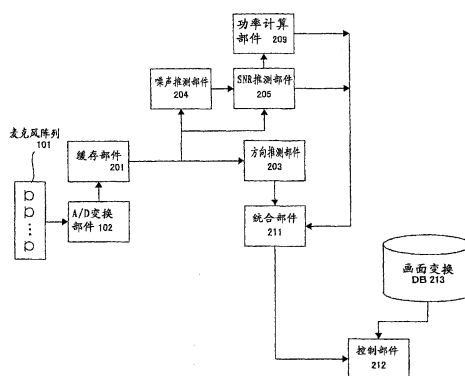 功率计算
部件
209
噪声推测部件
204
SNR推测部件
205
麦克风阵列
101
缓存部件
201
方向推测部件
203
A/D变换
部件 102
统合部件
211
画面变换
DB 213
控制部件
212